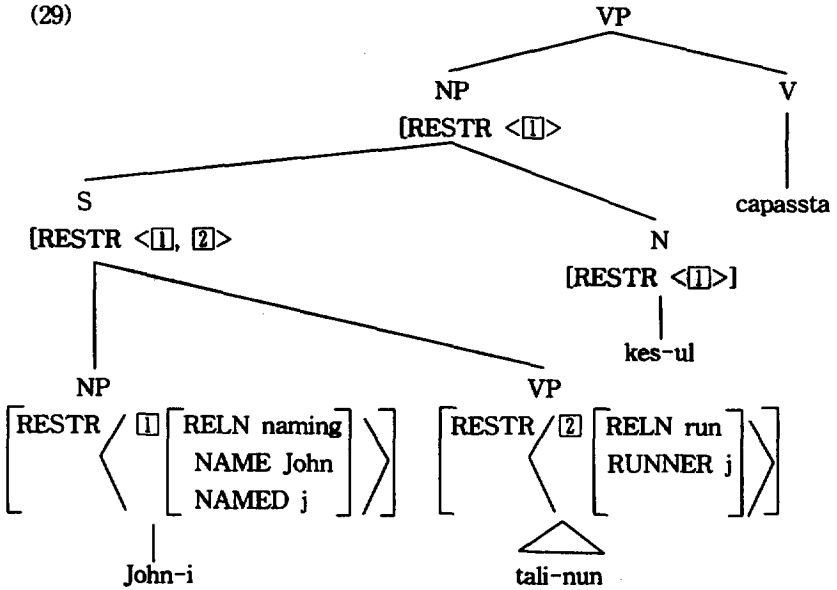 (29) VP
NP V
[RESTR <[1]>
S capassta
[RESTR <[1], [2]> N
[RESTR <[1]>]
kes-ul
NP VP
[RESTR < [1] [RELN naming [RESTR < [2] [RELN run
NAME John RUNNER j]>]
NAMED j]>]
John-i tali-nun